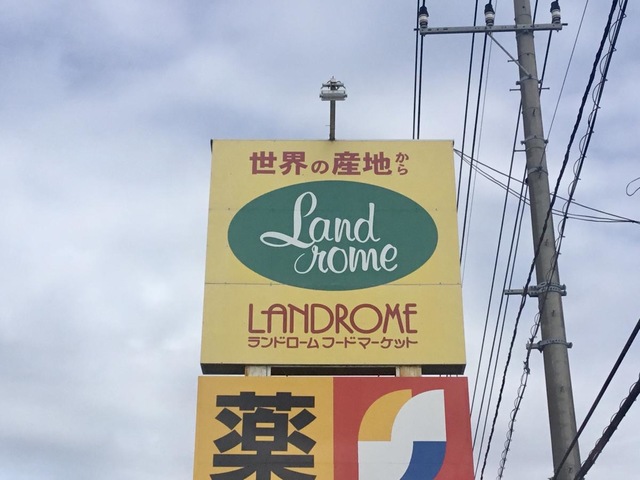 世界の産地から
Land
rome
LANDROME
ランドロームフードマーケット
薬